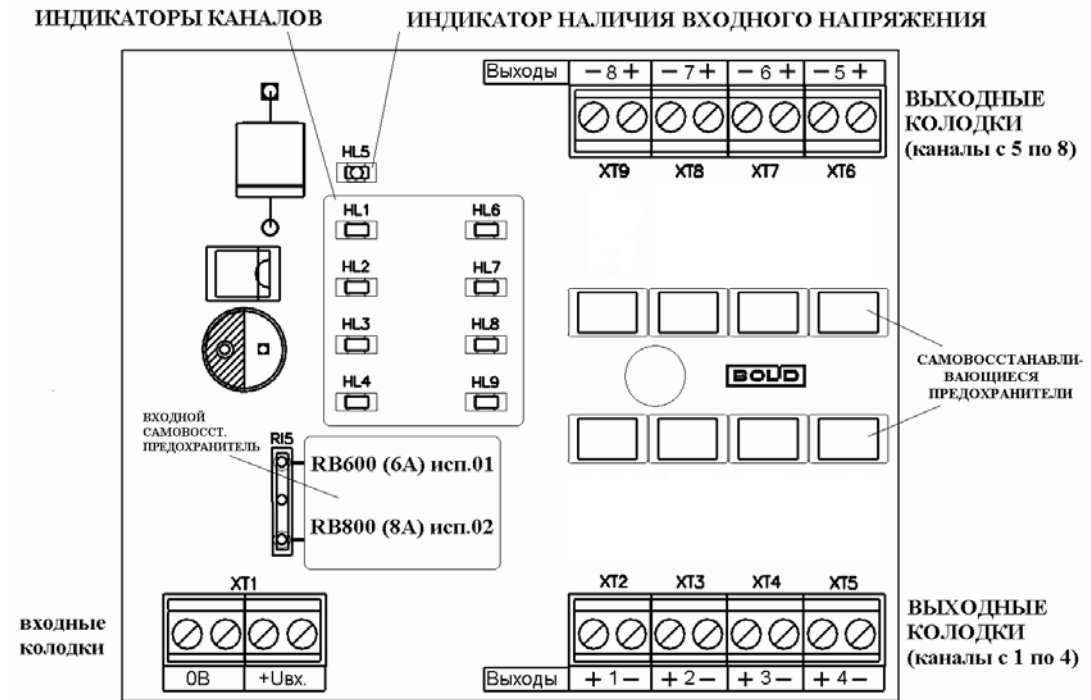 ИНДИКАТОРЫ КАНАЛОВ
ИНДИКАТОР НАЛИЧИЯ ВХОДНОГО НАПРЯЖЕНИЯ
Выходы
− 8 +
− 7 +
− 6 +
− 5 +
ВЫХОДНЫЕ
КОЛОДКИ
(каналы с 5 по 8)
XT9
XT8
XT7
XT6
HL5
HL1
HL6
HL2
HL7
HL3
HL8
HL4
HL9
BOLID
САМОВОССТАНАВЛИ-
ВАЮЩИЕСЯ
ПРЕДОХРАНИТЕЛИ
ВХОДНОЙ
САМОВОССТ.
ПРЕДОХРАНИТЕЛЬ
RI5
RB600 (6А) исп.01
RB800 (8А) исп.02
XT1
XT2
XT3
XT4
XT5
входные
колодки
0В
+Uвх.
Выходы
+ 1 −
+ 2 −
+ 3 −
+ 4 −
ВЫХОДНЫЕ
КОЛОДКИ
(каналы с 1 по 4)